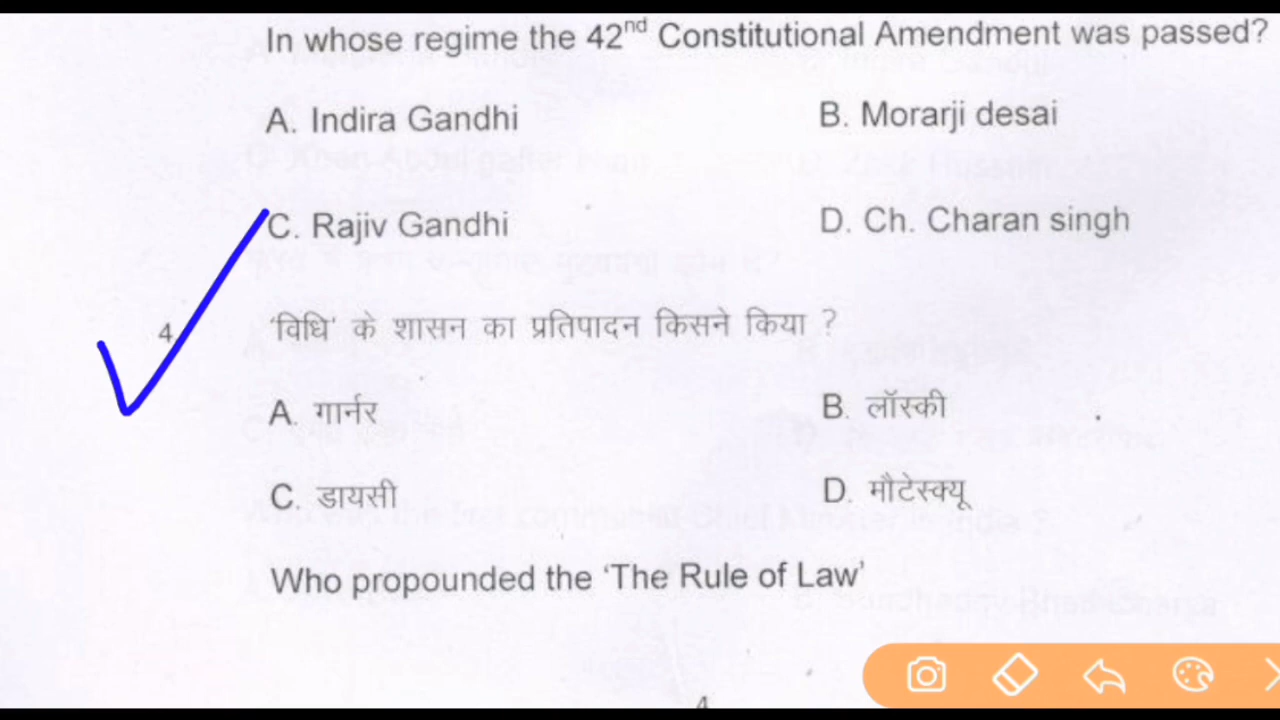 In whose regime the 42nd Constitutional Amendment was passed?
A. Indira Gandhi B. Morarji desai
C. Rajiv Gandhi D. Ch. Charan singh
4. 'विधि' के शासन का प्रतिपादन किसने किया ?
A. गार्नर B. लॉस्की
C. डायसी D. मौटेस्क्यू
Who propounded the 'The Rule of Law'
4